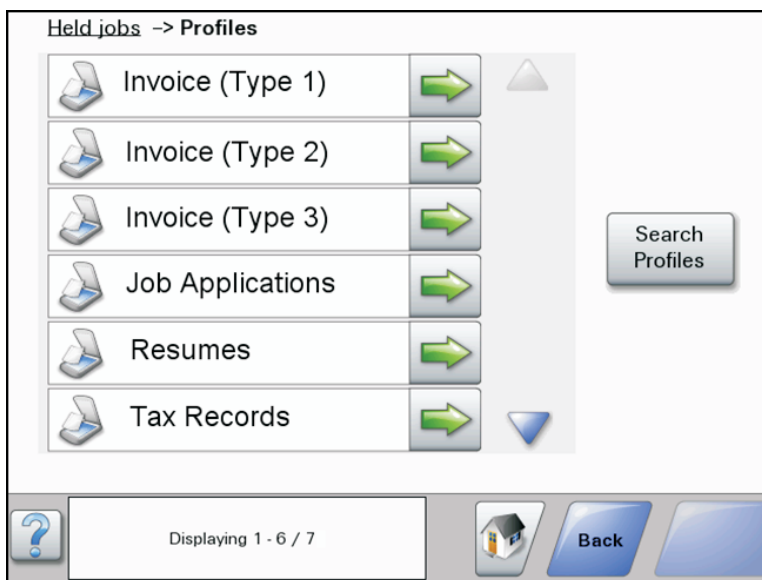 Held jobs -> Profiles
Invoice (Type 1)
Invoice (Type 2)
Invoice (Type 3)
Job Applications
Resumes
Tax Records
Search
Profiles
?
Displaying 1 - 6 / 7
Back